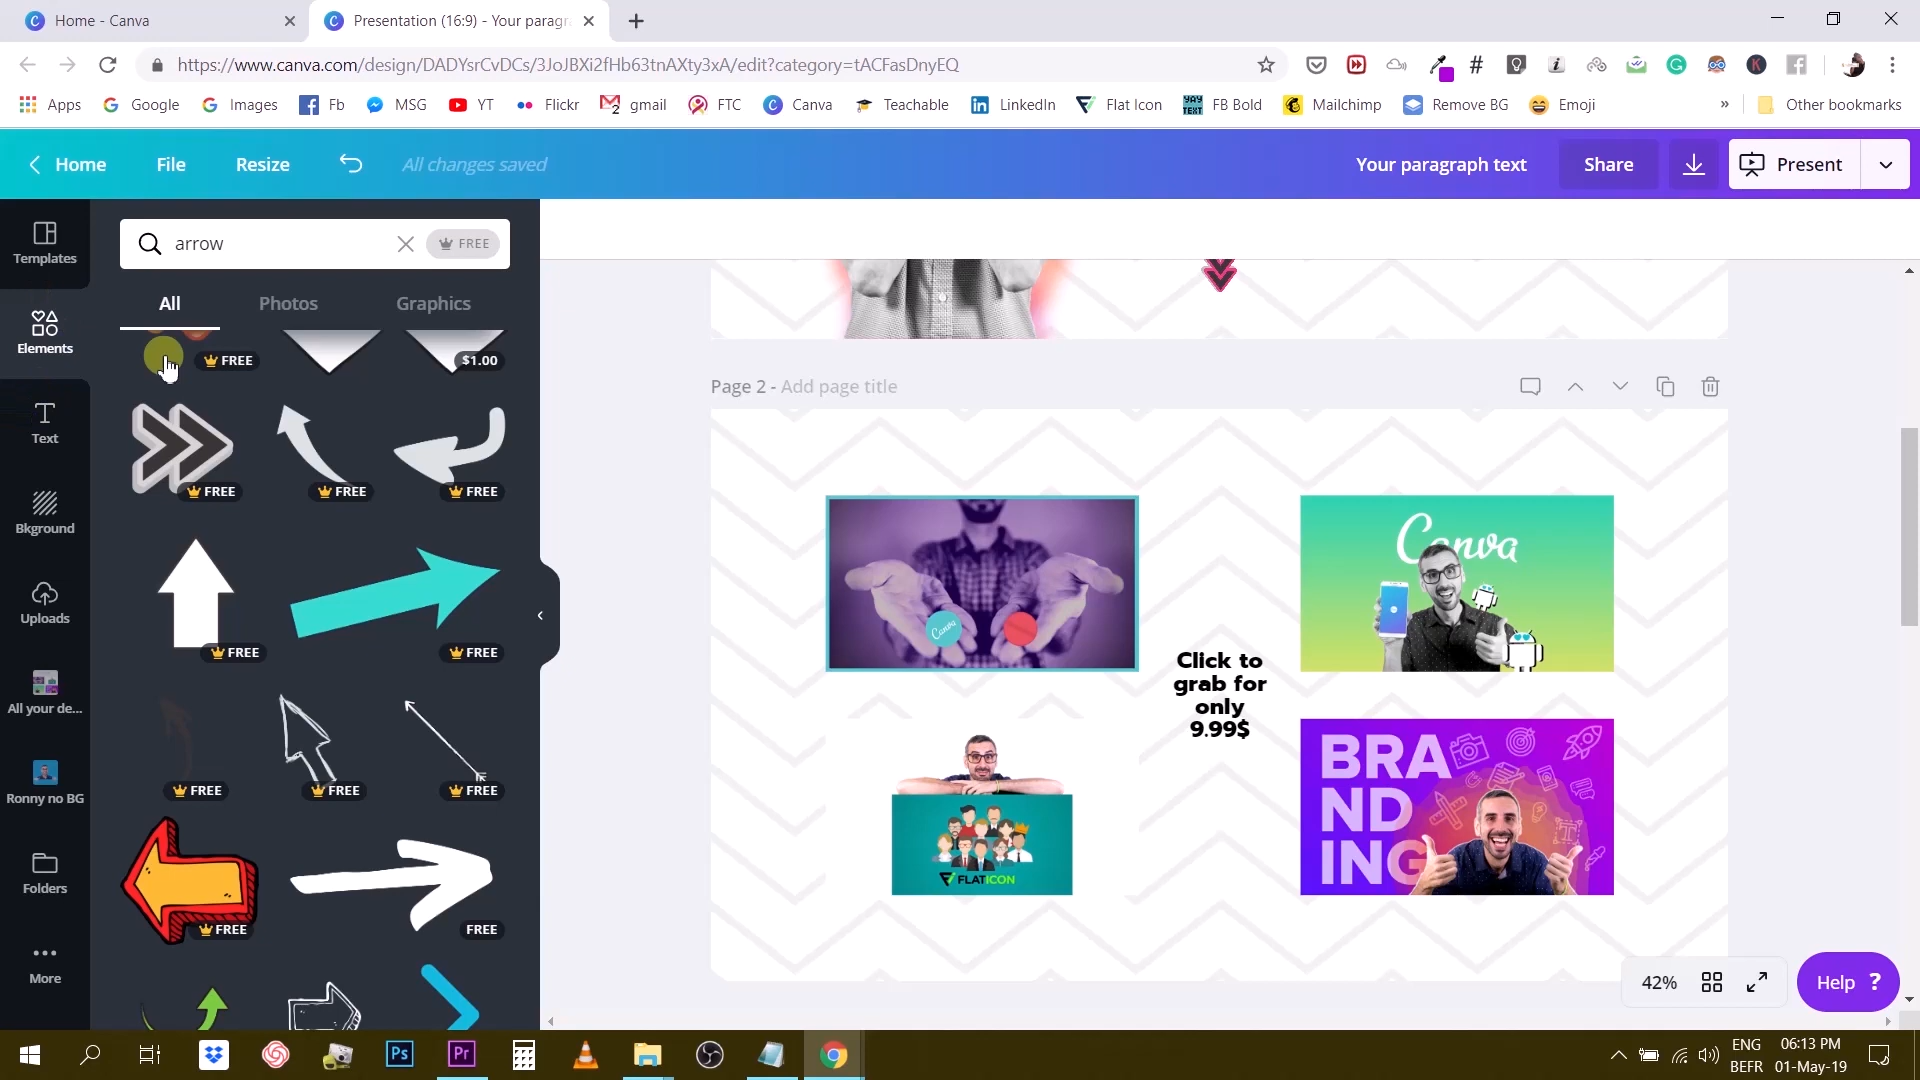 Home - Canva
Presentation (16:9) - Your paragr
https://www.canva.com/design/DADYsrCvDCs/3JoJBXi2fHb63tnAXty3xA/edit?category=tACFasDnyEQ
Apps
Google
Images
Fb
MSG
YT
Flickr
gmail
FTC
Canva
Teachable
LinkedIn
Flat Icon
FB Bold
Mailchimp
Remove BG
Emoji
»
Other bookmarks
Home
File
Resize
All changes saved
Your paragraph text
Share
Present
Templates
Elements
Text
Bkground
Uploads
All your de...
Ronny no BG
Folders
More
arrow
FREE
All
Photos
Graphics
FREE
$1.00
FREE
FREE
FREE
FREE
FREE
FREE
FREE
FREE
FREE
FREE
Page 2 - Add page title
Canva
Canva
Click to
grab for
only
9.99$
FLATICON
BRA
ND
ING
42%
Help ?
Ps
Pr
ENG
BEFR
06:13 PM
01-May-19